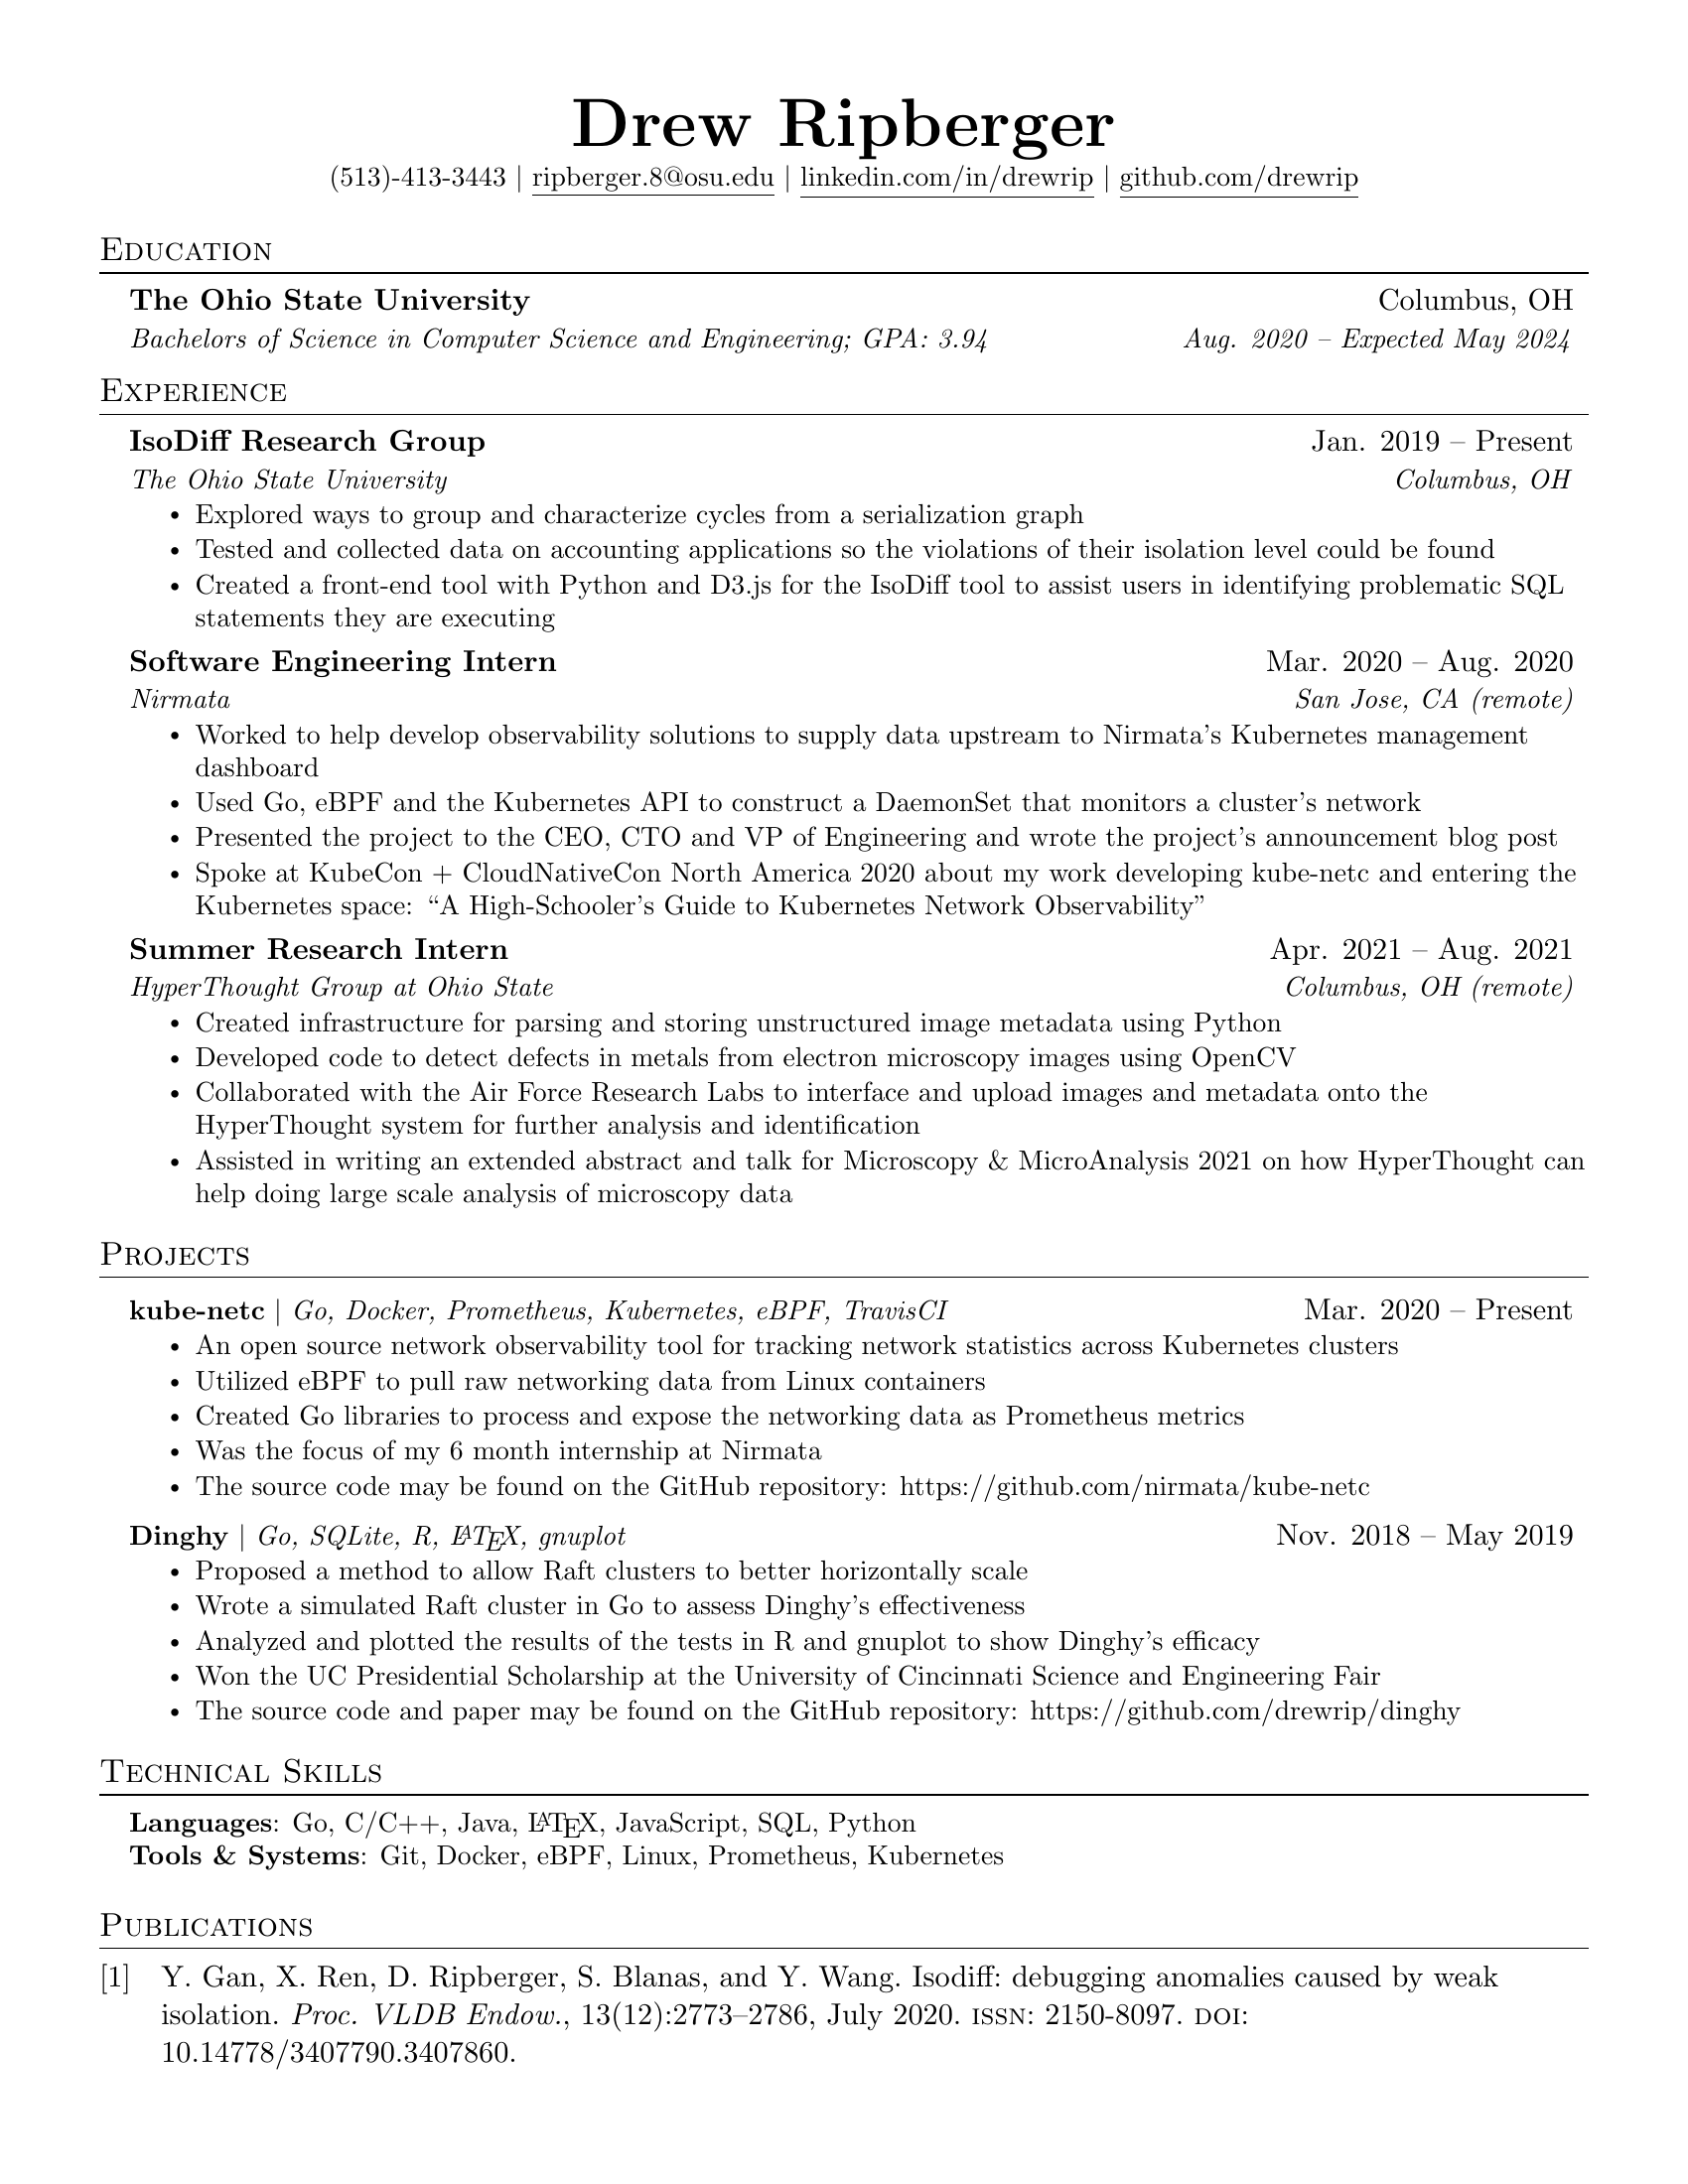 Drew Ripberger
(513)-413-3443 | ripberger.8@osu.edu | linkedin.com/in/drewrip | github.com/drewrip
Education
The Ohio State University Columbus, OH
Bachelors of Science in Computer Science and Engineering; GPA: 3.94 Aug. 2020 – Expected May 2024
Experience
IsoDiff Research Group Jan. 2019 – Present
The Ohio State University Columbus, OH
• Explored ways to group and characterize cycles from a serialization graph
• Tested and collected data on accounting applications so the violations of their isolation level could be found
• Created a front-end tool with Python and D3.js for the IsoDiff tool to assist users in identifying problematic SQL
statements they are executing
Software Engineering Intern Mar. 2020 – Aug. 2020
Nirmata San Jose, CA (remote)
• Worked to help develop observability solutions to supply data upstream to Nirmata's Kubernetes management
dashboard
• Used Go, eBPF and the Kubernetes API to construct a DaemonSet that monitors a cluster's network
• Presented the project to the CEO, CTO and VP of Engineering and wrote the project's announcement blog post
• Spoke at KubeCon + CloudNativeCon North America 2020 about my work developing kube-netc and entering the
Kubernetes space: “A High-Schooler's Guide to Kubernetes Network Observability”
Summer Research Intern Apr. 2021 – Aug. 2021
HyperThought Group at Ohio State Columbus, OH (remote)
• Created infrastructure for parsing and storing unstructured image metadata using Python
• Developed code to detect defects in metals from electron microscopy images using OpenCV
• Collaborated with the Air Force Research Labs to interface and upload images and metadata onto the
HyperThought system for further analysis and identification
• Assisted in writing an extended abstract and talk for Microscopy & MicroAnalysis 2021 on how HyperThought can
help doing large scale analysis of microscopy data
Projects
kube-netc | Go, Docker, Prometheus, Kubernetes, eBPF, TravisCI Mar. 2020 – Present
• An open source network observability tool for tracking network statistics across Kubernetes clusters
• Utilized eBPF to pull raw networking data from Linux containers
• Created Go libraries to process and expose the networking data as Prometheus metrics
• Was the focus of my 6 month internship at Nirmata
• The source code may be found on the GitHub repository: https://github.com/nirmata/kube-netc
Dinghy | Go, SQLite, R, LATEX, gnuplot Nov. 2018 – May 2019
• Proposed a method to allow Raft clusters to better horizontally scale
• Wrote a simulated Raft cluster in Go to assess Dinghy's effectiveness
• Analyzed and plotted the results of the tests in R and gnuplot to show Dinghy's efficacy
• Won the UC Presidential Scholarship at the University of Cincinnati Science and Engineering Fair
• The source code and paper may be found on the GitHub repository: https://github.com/drewrip/dinghy
Technical Skills
Languages: Go, C/C++, Java, LATEX, JavaScript, SQL, Python
Tools & Systems: Git, Docker, eBPF, Linux, Prometheus, Kubernetes
Publications
[1] Y. Gan, X. Ren, D. Ripberger, S. Blanas, and Y. Wang. Isodiff: debugging anomalies caused by weak
isolation. Proc. VLDB Endow., 13(12):2773–2786, July 2020. ISSN: 2150-8097. DOI:
10.14778/3407790.3407860.